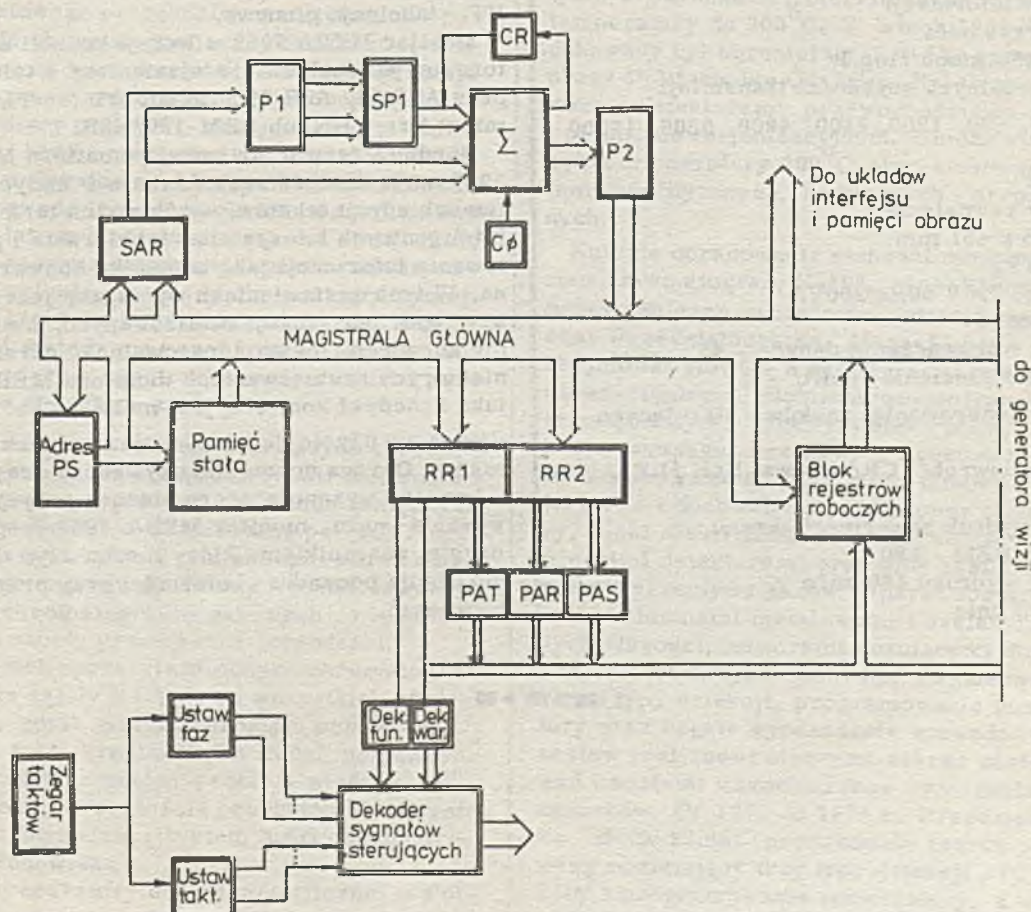 CR
P1
SP1
Σ
P2
Do układów
interfejsu
i pamięci obrazu
SAR
CØ
MAGISTRALA GŁÓWNA
do generatora wizji
Adres
PS
Pamięć
stała
RR1
RR2
Blok
rejestrów
roboczych
PAT
PAR
PAS
Ustaw
faz
Dek.
fun.
Dek
war.
Zegar
taktów
Dekoder
sygnałów
sterujących
Ustaw
takt.